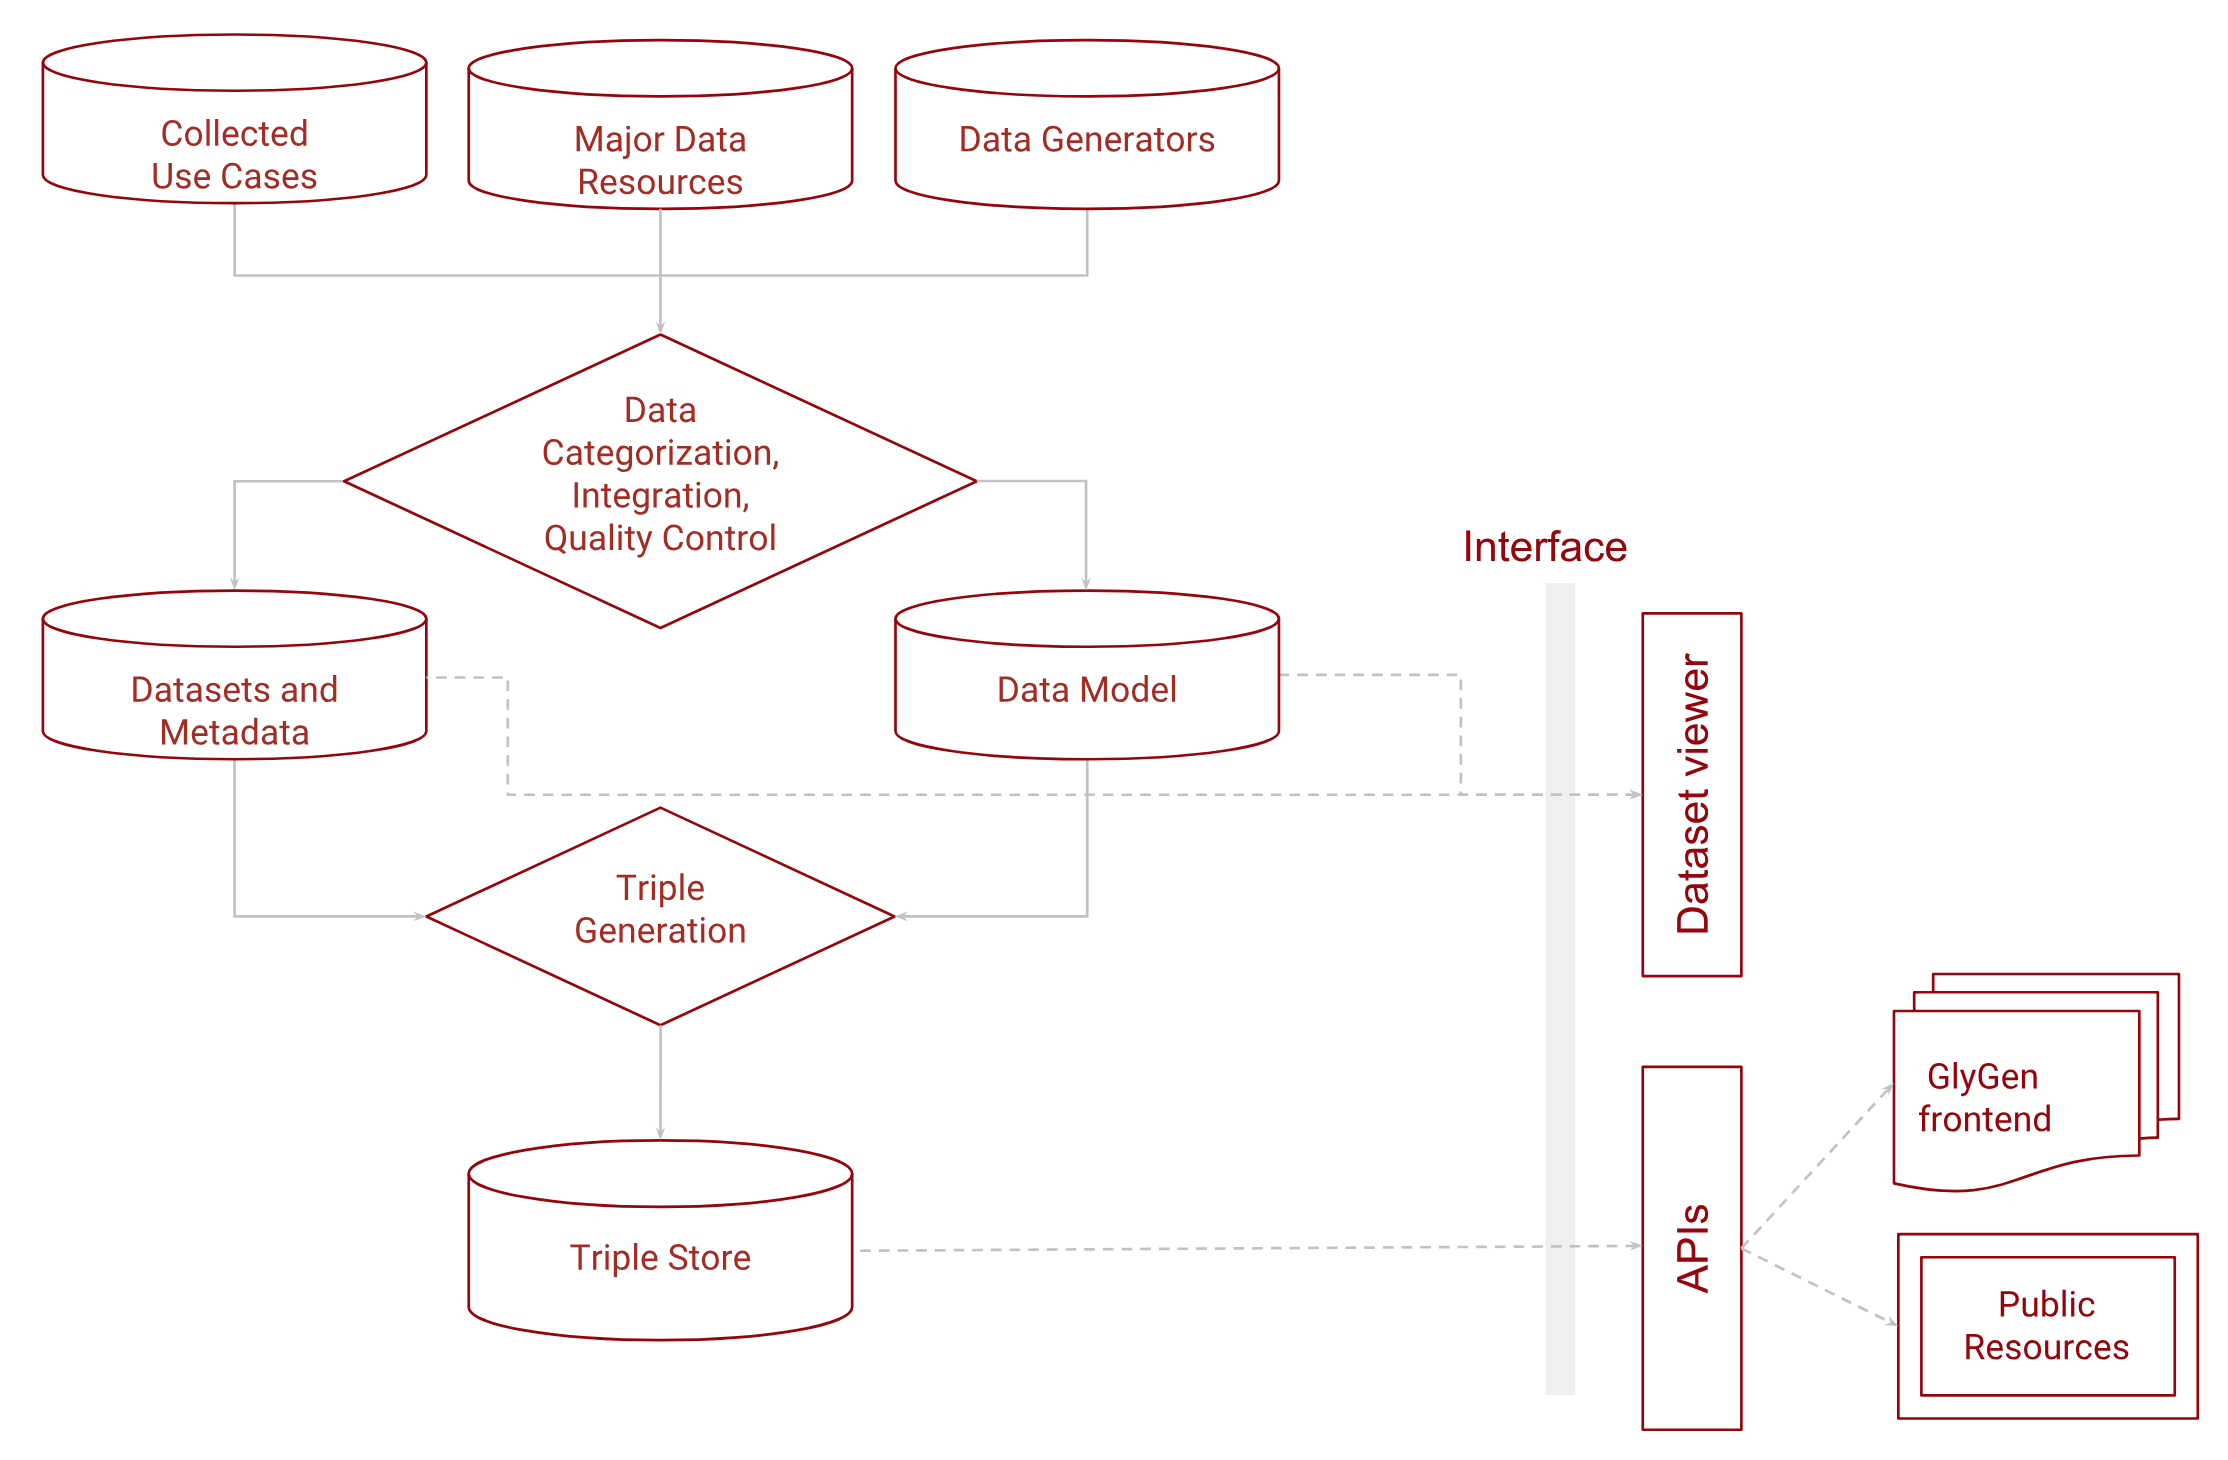 Collected
Use Cases
Major Data
Resources
Data Generators
Data
Categorization,
Integration,
Quality Control
Interface
Datasets and
Metadata
Data Model
Dataset viewer
Triple
Generation
GlyGen
frontend
Triple Store
APIs
Public
Resources